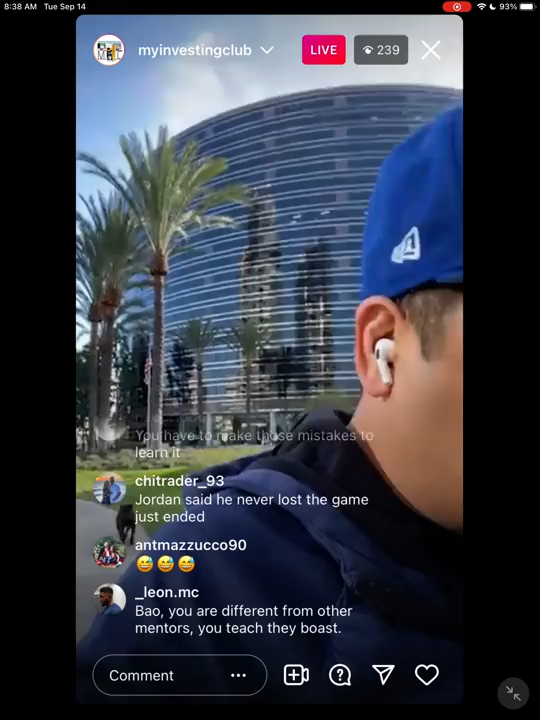 8:38 AM Tue Sep 14
93%
myinvestingclub
LIVE
239
You have to make those mistakes to
learn it
chitrader_93
Jordan said he never lost the game
just ended
antmazzucco90
_leon.mc
Bao, you are different from other
mentors, you teach they boast.
Comment